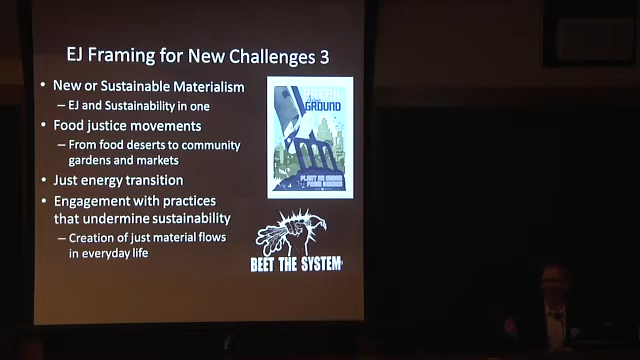 EJ Framing for New Challenges 3
• New or Sustainable Materialism
– EJ and Sustainability in one
• Food justice movements
– From food deserts to community
gardens and markets
• Just energy transition
• Engagement with practices
that undermine sustainability
– Creation of just material flows
in everyday life
BREAK
GROUND
BEET THE SYSTEM